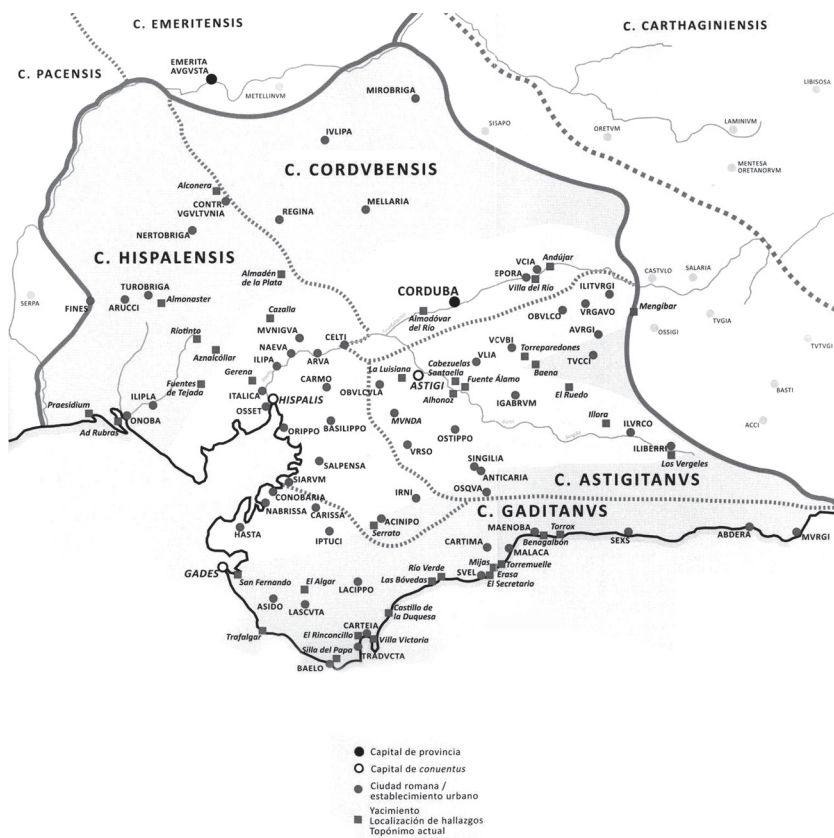 C. EMERITENSIS
C. CARTHAGINIENSIS
EMERITA
AVGVSTA
C. PACENSIS
METELLINVM
LIBISOSA
MIROBRIGA
SISAPO
LAMINIVM
ORETVM
IVLIPA
MENTESA
ORETANORVM
C. CORDVBENSIS
Alconera
CONTR.
VGVLTVNIA
MELLARIA
REGINA
NERTOBRIGA
C. HISPALENSIS
Almadén
de la Plata
VCIA
Andújar
EPORA
Villa del Río
CASTVLO
SALARIA
ILITVRGI
SERPA
TUROBRIGA
FINES
ARUCCI
Almonaster
CORDUBA
Almodóvar
del Río
OBVLCO
VRGAVO
Mengíbar
TVGIA
OSSIGI
Cazalla
Riotinto
MVNIGVA
CELTI
AVRGI
TVTVGI
NAEVA
Aznalcóllar
ARVA
VCVBI
Torreparedones
VLIA
TVCCI
ILIPA
Cabezuelas
Santaella
Baena
La Luisiana
Fuentes
de Tejada
Gerena
CARMO
OBVLCVLA
ASTIGI
Fuente Álamo
El Ruedo
BASTI
ITALICA
HISPALIS
Alhonoz
IGABRVM
ILIPLA
OSSET
Praesidium
ONOBA
Ad Rubras
MVNDA
Illora
ILVRCO
ACCI
ORIPPO
BASILIPPO
OSTIPPO
ILIBERRI
Los Vergeles
VRSO
SALPENSA
SINGILIA
ANTICARIA
SIARVM
OSQVA
C. ASTIGITANVS
CONOBARIA
IRNI
NABRISSA
CARISSA
C. GADITANVS
ACINIPO
Serrato
HASTA
IPTUCI
MAENOBA
Torrox
Benagalbón
SEXS
ABDERA
MVRGI
CARTIMA
MALACA
GADES
San Fernando
Río Verde
Mijas
Torremuelle
Las Bóvedas
SVEL
Erasa
El Secretario
El Algar
LACIPPO
ASIDO
LASCVTA
Castillo de
la Duquesa
Trafalgar
CARTEIA
El Rinconcillo
Villa Victoria
Silla del Papa
TRADVCTA
BAELO
Capital de provincia
Capital de conuentus
Ciudad romana /
establecimiento urbano
Yacimiento
Localización de hallazgos
Topónimo actual